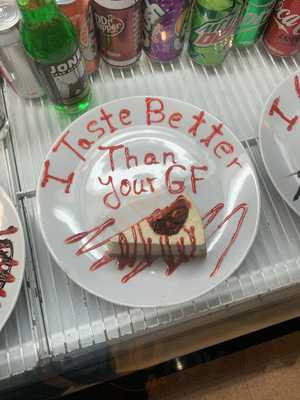 I Taste Better
Than
your GF
Dr Pepper
JONES